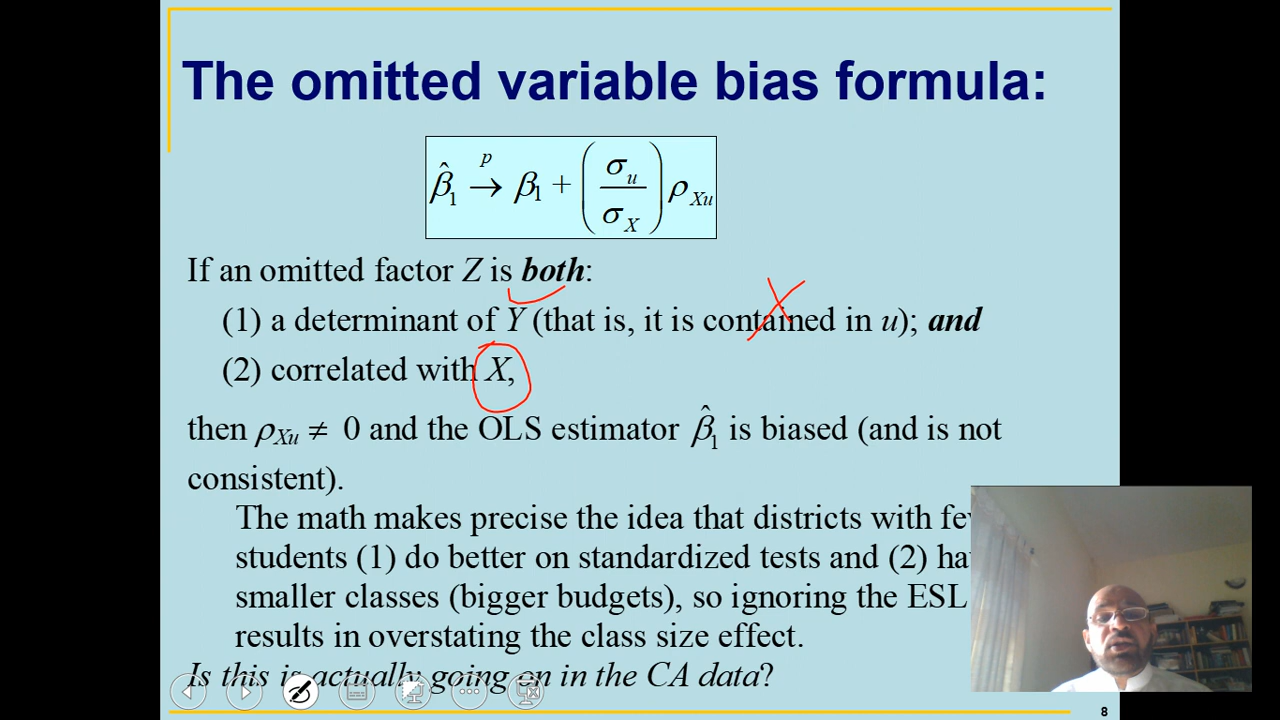 The omitted variable bias formula:
β̂₁ →ᵖ β₁ + (σᵤ / σ_X) ρ_Xu
If an omitted factor Z is both:
(1) a determinant of Y (that is, it is contained in u); and
(2) correlated with X,
then ρ_Xu ≠ 0 and the OLS estimator β̂₁ is biased (and is not
consistent).
The math makes precise the idea that districts with
students (1) do better on standardized tests and (2)
smaller classes (bigger budgets), so ignoring the ESL
results in overstating the class size effect.
Is this is actually going on in the CA data?
8